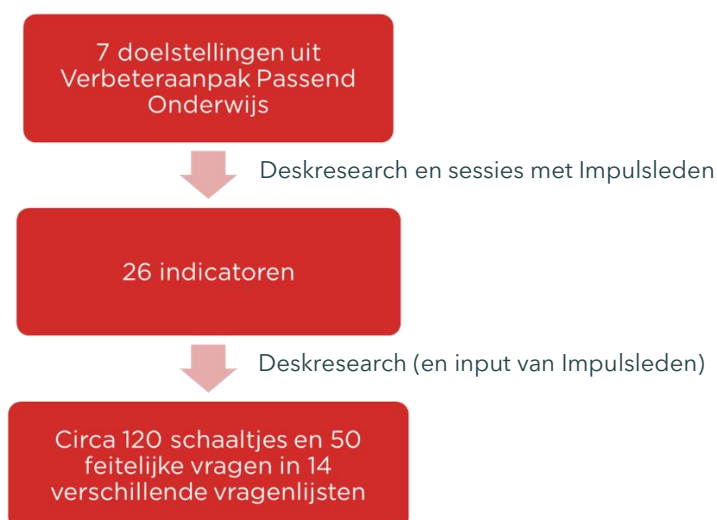 7 doelstellingen uit
Verbeteraanpak Passend
Onderwijs
Deskresearch en sessies met Impulsleden
26 indicatoren
Deskresearch (en input van Impulsleden)
Circa 120 schaaltjes en 50
feitelijke vragen in 14
verschillende vragenlijsten